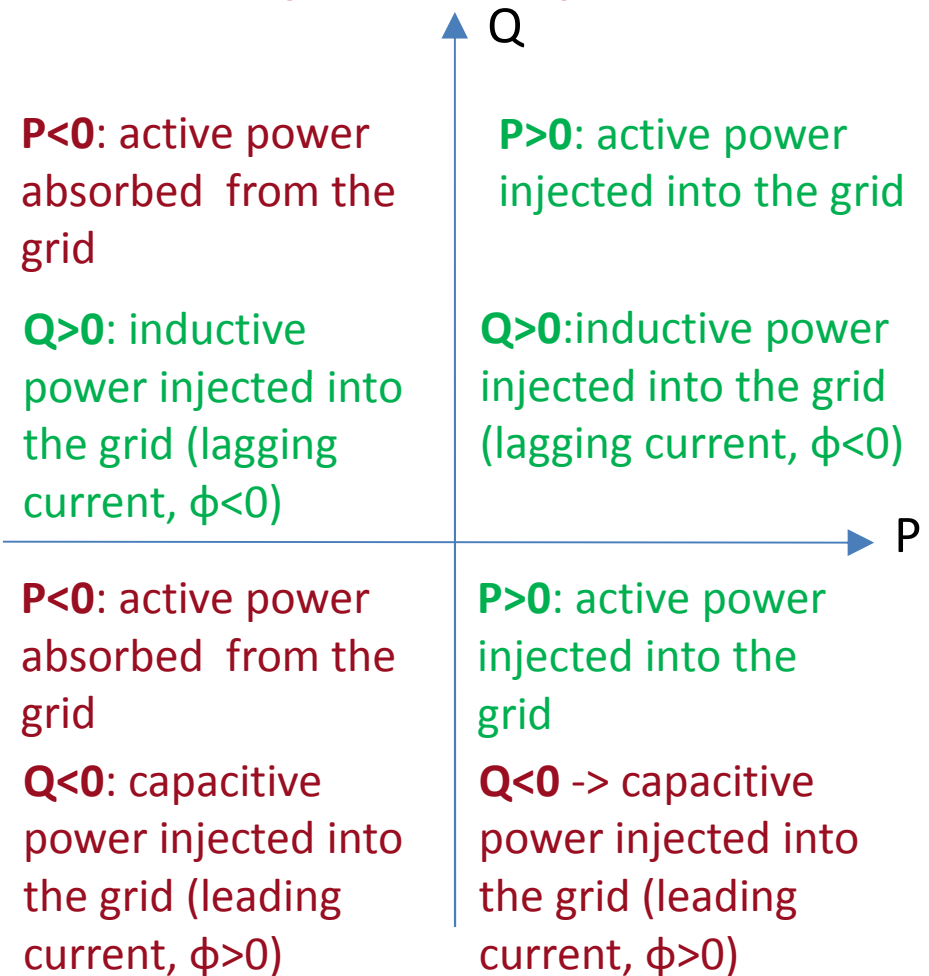 Q
P<0: active power
absorbed from the
grid
Q>0: inductive
power injected into
the grid (lagging
current, φ<0)
P>0: active power
injected into the grid
Q>0:inductive power
injected into the grid
(lagging current, φ<0)
P
P<0: active power
absorbed from the
grid
Q<0: capacitive
power injected into
the grid (leading
current, φ>0)
P>0: active power
injected into the
grid
Q<0 -> capacitive
power injected into
the grid (leading
current, φ>0)